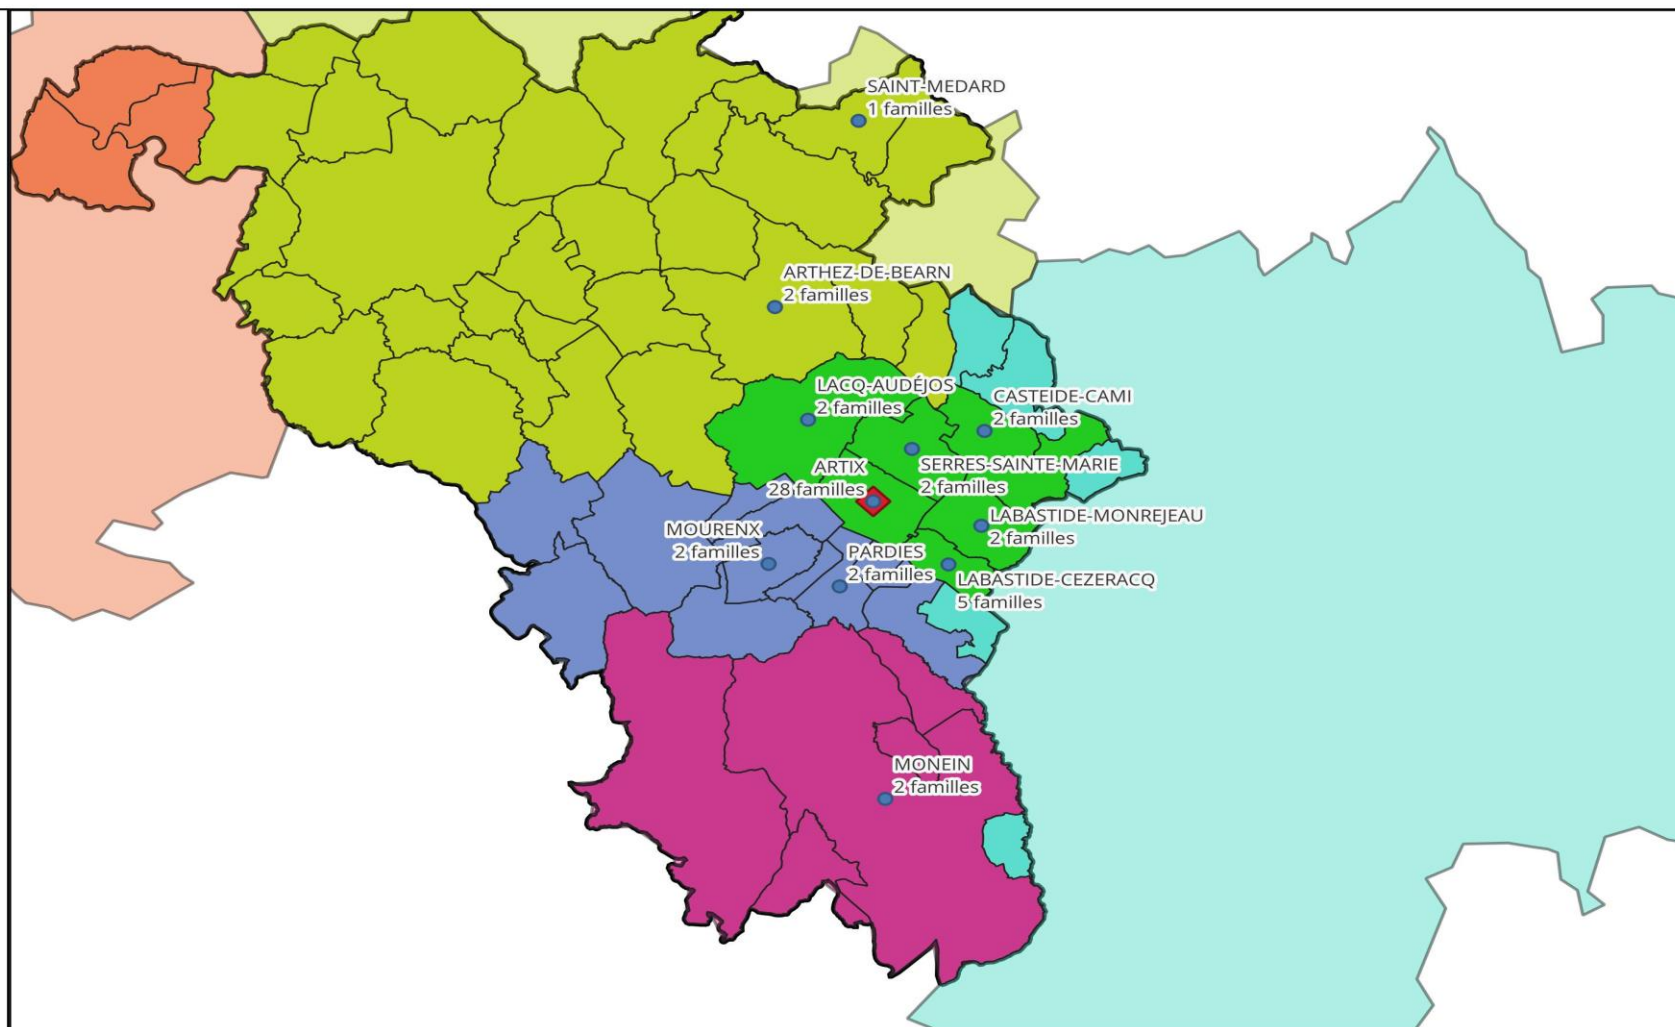 SAINT-MEDARD
1 familles
ARTHEZ-DE-BEARN
2 familles
LACQ-AUDÉJOS
2 familles
CASTEIDE-CAMI
2 familles
ARTIX
28 familles
SERRES-SAINTE-MARIE
2 familles
LABASTIDE-MONREJEAU
2 familles
MOURENX
2 familles
PARDIES
2 familles
LABASTIDE-CEZERACQ
5 familles
MONEIN
2 familles